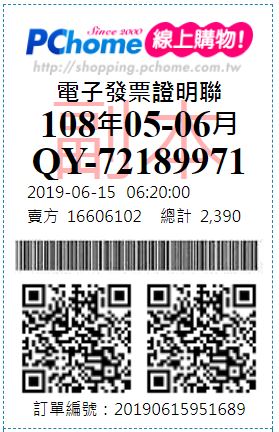 Since 2000
PChome 線上購物!
http://shopping.pchome.com.tw
電子發票證明聯
副本
108年05-06月
QY-72189971
2019-06-15 06:20:00
賣方 16606102 總計 2,390
訂單編號：20190615951689